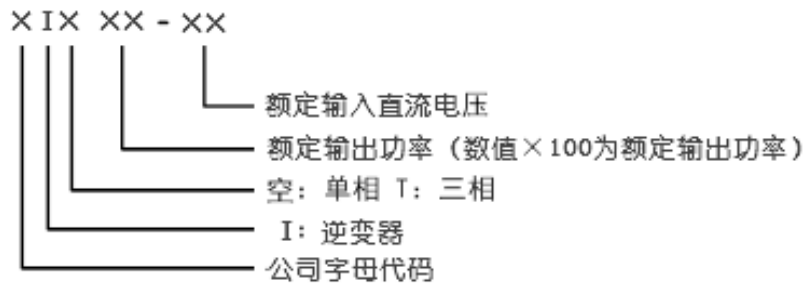 ×I× ×× - ××
额定输入直流电压
额定输出功率（数值×100为额定输出功率）
空：单相 T：三相
I：逆变器
公司字母代码